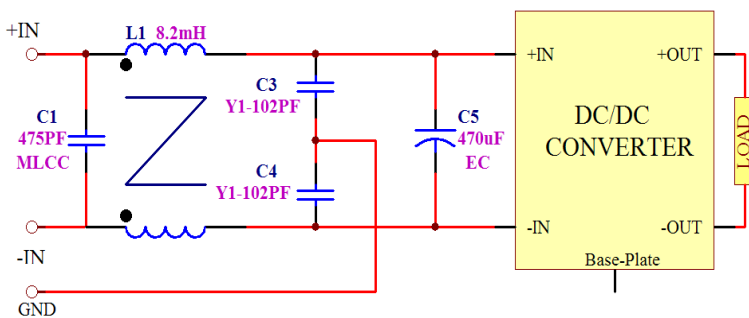 +IN
L1 8.2mH
C1
475PF
MLCC
C3
Y1-102PF
C4
Y1-102PF
C5
470uF
EC
-IN
GND
+IN
+OUT
DC/DC
CONVERTER
-IN
-OUT
Base-Plate
LOAD